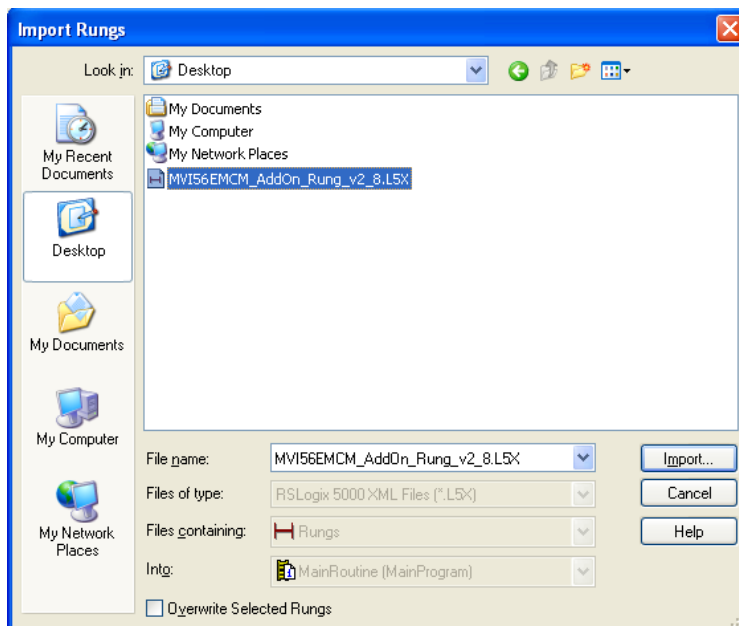 Import Rungs
Look in:
Desktop
My Recent
Documents
Desktop
My Documents
My Computer
My Network
Places
My Documents
My Computer
My Network Places
MVI56EMCM_AddOn_Rung_v2_8.L5X
File name:
MVI56EMCM_AddOn_Rung_v2_8.L5X
Import...
Files of type:
RSLogix 5000 XML Files (*.L5X)
Cancel
Files containing:
Rungs
Help
Into:
MainRoutine (MainProgram)
Overwrite Selected Rungs